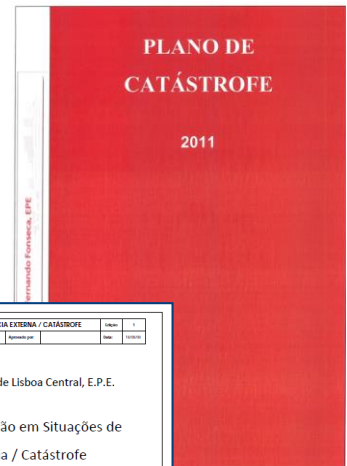 PLANO DE
CATÁSTROFE
2011
ernando Fonseca, EPE
CIA EXTERNA / CATÁSTROFE Edição: 1
Aprovado por: Data:
de Lisboa Central, E.P.E.
ão em Situações de
a / Catástrofe